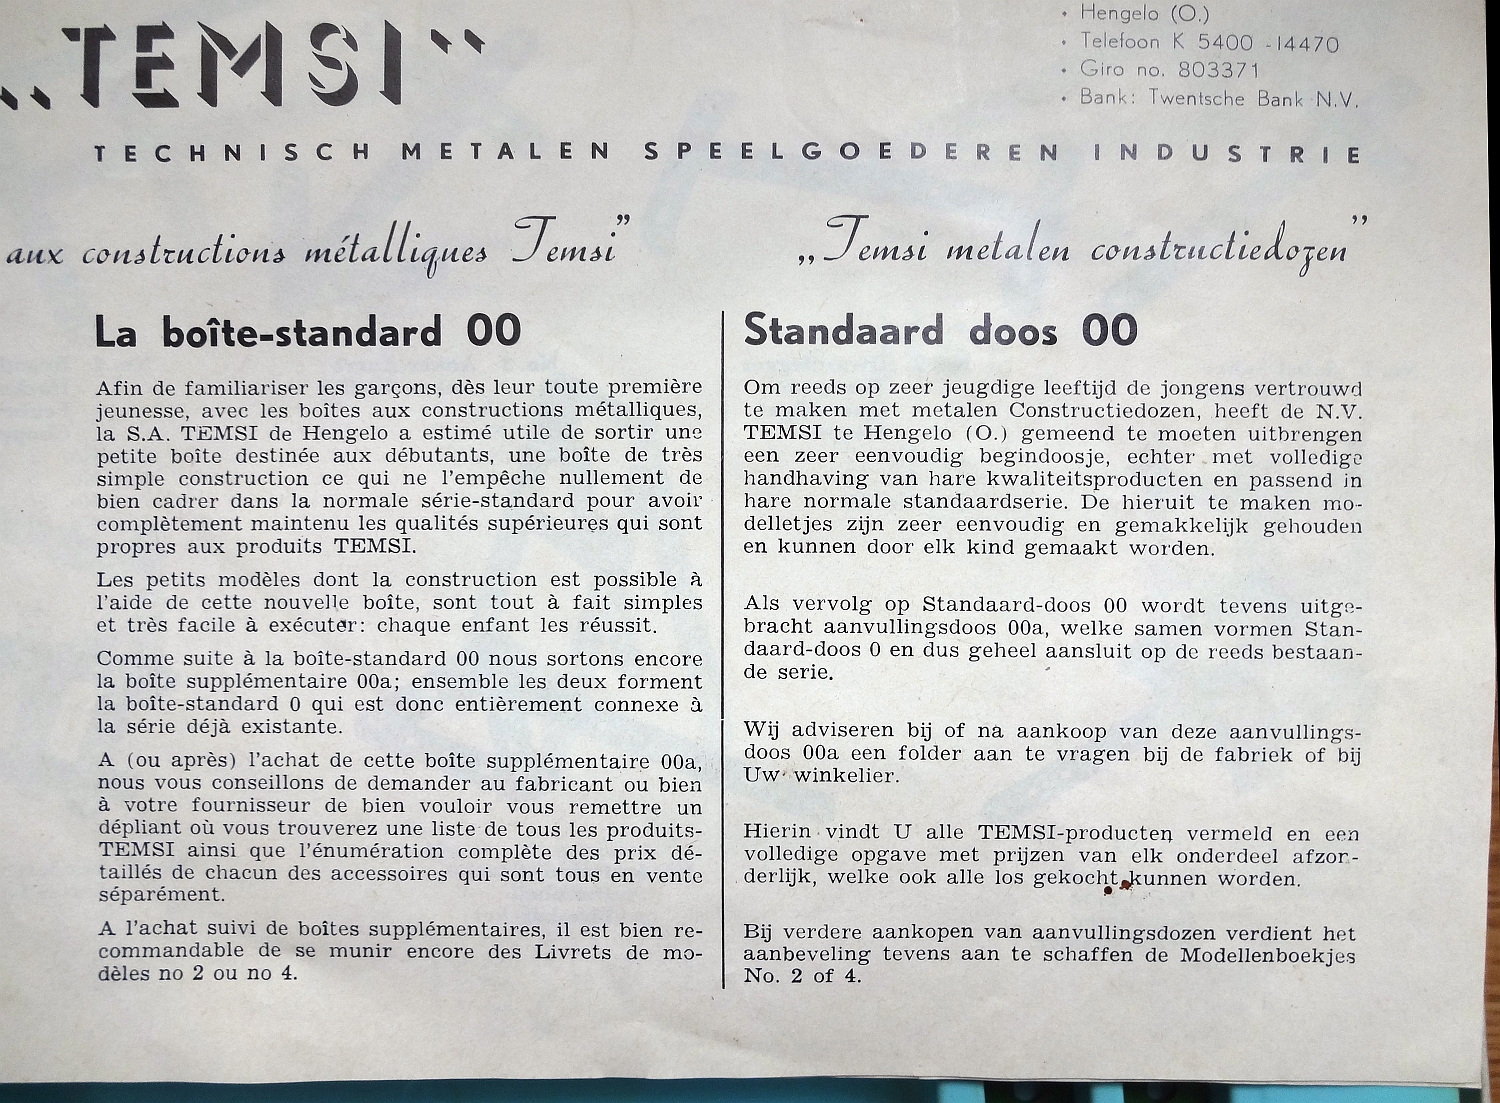 „TEMSI”
• Hengelo (O.)
• Telefoon K 5400 - 14470
• Giro no. 803371
• Bank: Twentsche Bank N.V.
TECHNISCH METALEN SPEELGOEDEREN INDUSTRIE
aux constructions métalliques Temsi”
„Temsi metalen constructiedozen”
La boîte-standard 00
Afin de familiariser les garçons, dès leur toute première
jeunesse, avec les boîtes aux constructions métalliques,
la S.A. TEMSI de Hengelo a estimé utile de sortir une
petite boîte destinée aux débutants, une boîte de très
simple construction ce qui ne l'empêche nullement de
bien cadrer dans la normale série-standard pour avoir
complètement maintenu les qualités supérieures qui sont
propres aux produits TEMSI.
Les petits modèles dont la construction est possible à
l'aide de cette nouvelle boîte, sont tout à fait simples
et très facile à exécuter: chaque enfant les réussit.
Comme suite à la boîte-standard 00 nous sortons encore
la boîte supplémentaire 00a; ensemble les deux forment
la boîte-standard 0 qui est donc entièrement connexe à
la série déjà existante.
A (ou après) l'achat de cette boîte supplémentaire 00a,
nous vous conseillons de demander au fabricant ou bien
à votre fournisseur de bien vouloir vous remettre un
dépliant où vous trouverez une liste de tous les produits-
TEMSI ainsi que l'énumération complète des prix dé-
taillés de chacun des accessoires qui sont tous en vente
séparément.
A l'achat suivi de boîtes supplémentaires, il est bien re-
commandable de se munir encore des Livrets de mo-
dèles no 2 ou no 4.
Standaard doos 00
Om reeds op zeer jeugdige leeftijd de jongens vertrouwd
te maken met metalen Constructiedozen, heeft de N.V.
TEMSI te Hengelo (O.) gemeend te moeten uitbrengen
een zeer eenvoudig begindoosje, echter met volledige
handhaving van hare kwaliteitsproducten en passend in
hare normale standaardserie. De hieruit te maken mo-
delletjes zijn zeer eenvoudig en gemakkelijk gehouden
en kunnen door elk kind gemaakt worden.
Als vervolg op Standaard-doos 00 wordt tevens uitge-
bracht aanvullingsdoos 00a, welke samen vormen Stan-
daard-doos 0 en dus geheel aansluit op de reeds bestaan-
de serie.
Wij adviseren bij of na aankoop van deze aanvullings-
doos 00a een folder aan te vragen bij de fabriek of bij
Uw winkelier.
Hierin vindt U alle TEMSI-producten vermeld en een
volledige opgave met prijzen van elk onderdeel afzon-
derlijk, welke ook alle los gekocht kunnen worden.
Bij verdere aankopen van aanvullingsdozen verdient het
aanbeveling tevens aan te schaffen de Modellenboekjes
No. 2 of 4.